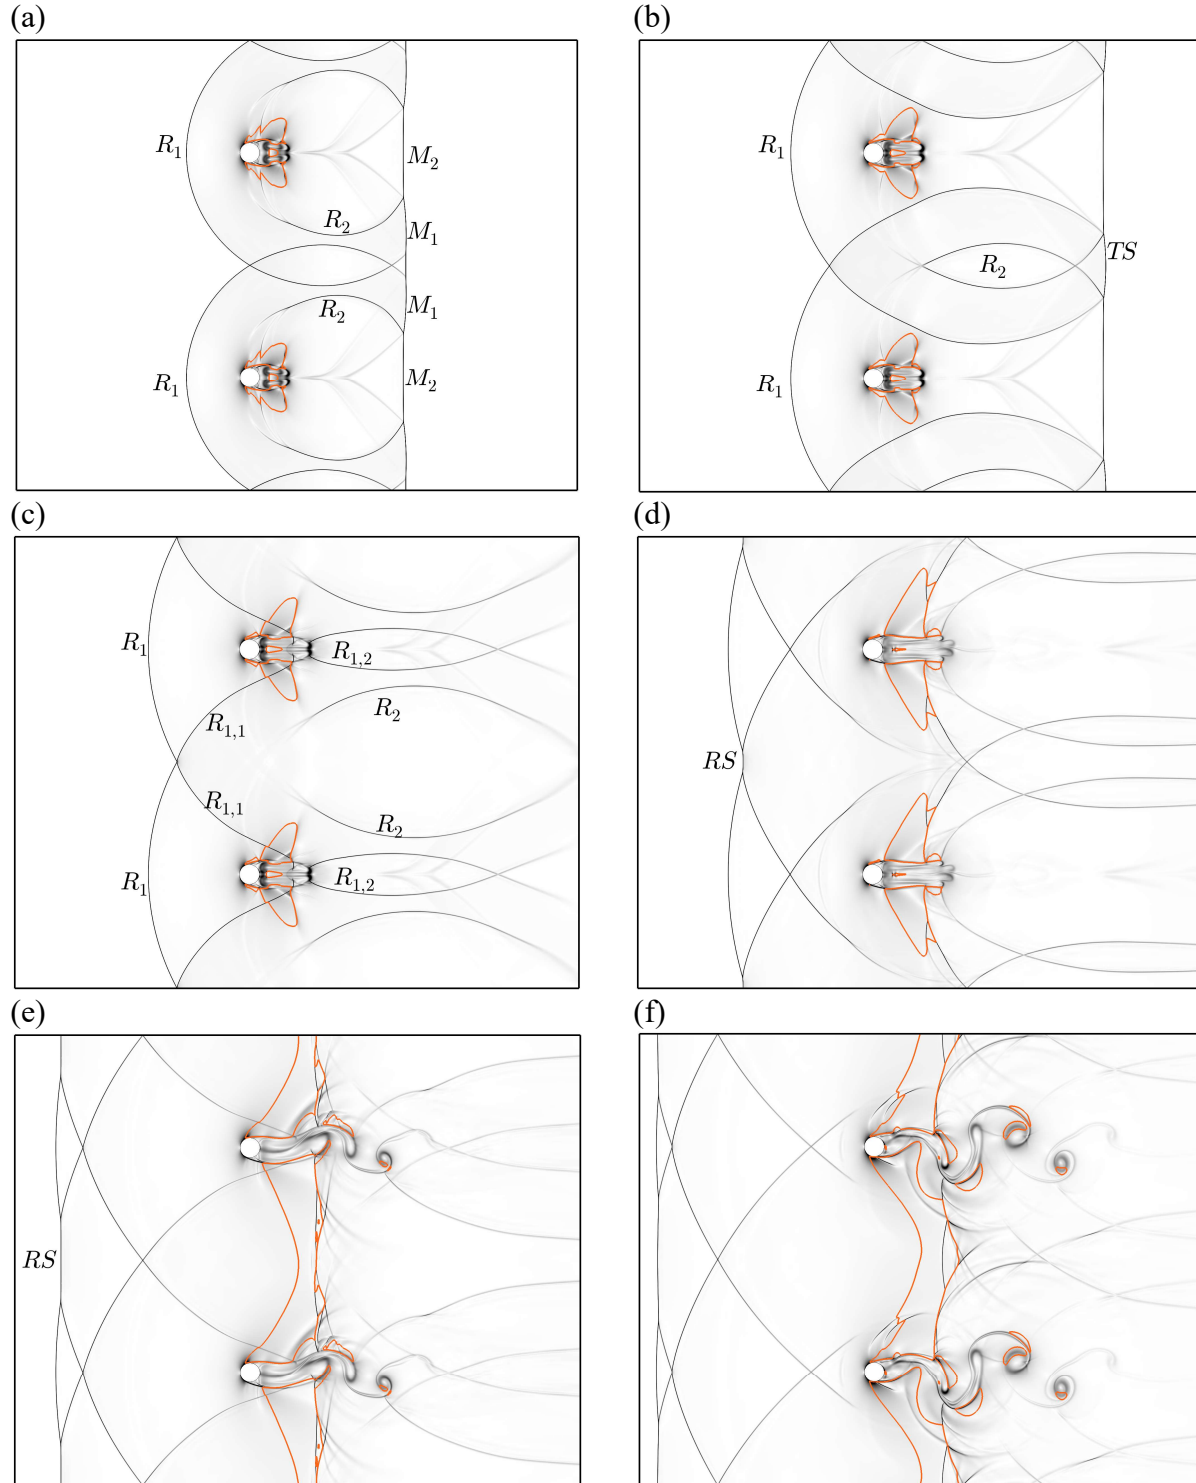 (a)
(b)
R₁
M₂
R₂
M₁
M₁
R₂
R₁
M₂
R₁
TS
R₂
R₁
(c)
(d)
R₁
R₁,₂
R₂
R₁,₁
R₁,₁
R₂
R₁
R₁,₂
RS
(e)
(f)
RS